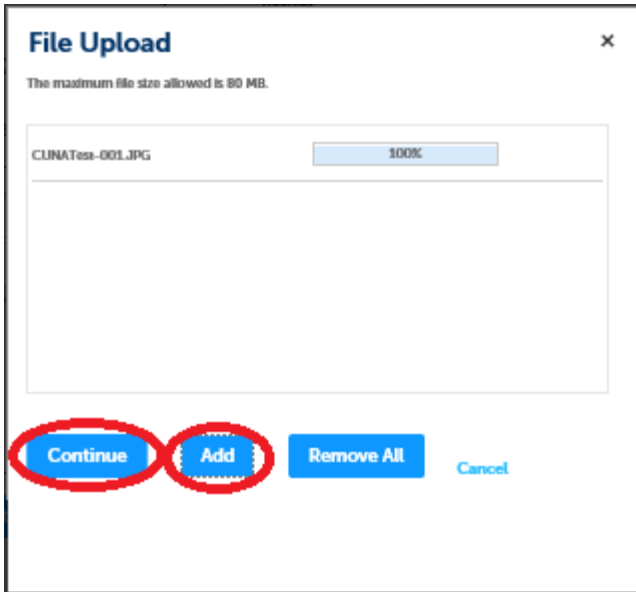 File Upload
×
The maximum file size allowed is 80 MB.
CUNATest-001.JPG 100%
Continue Add Remove All Cancel